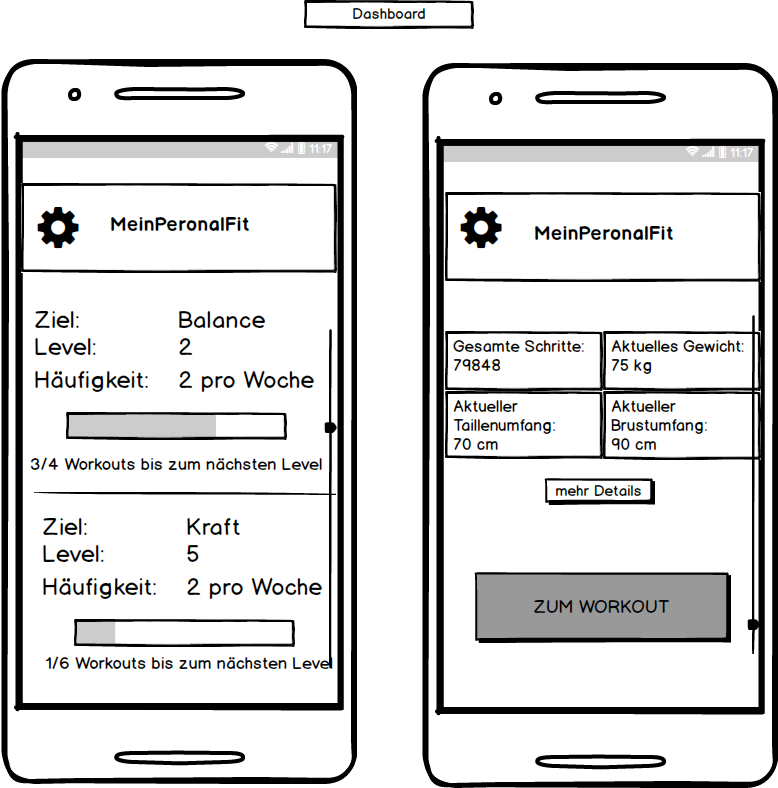 Dashboard
11:17
MeinPeronalFit
Ziel: Balance
Level: 2
Häufigkeit: 2 pro Woche
3/4 Workouts bis zum nächsten Level
Ziel: Kraft
Level: 5
Häufigkeit: 2 pro Woche
1/6 Workouts bis zum nächsten Level
11:17
MeinPeronalFit
Gesamte Schritte:
79848
Aktuelles Gewicht:
75 kg
Aktueller
Taillenumfang:
70 cm
Aktueller
Brustumfang:
90 cm
mehr Details
ZUM WORKOUT